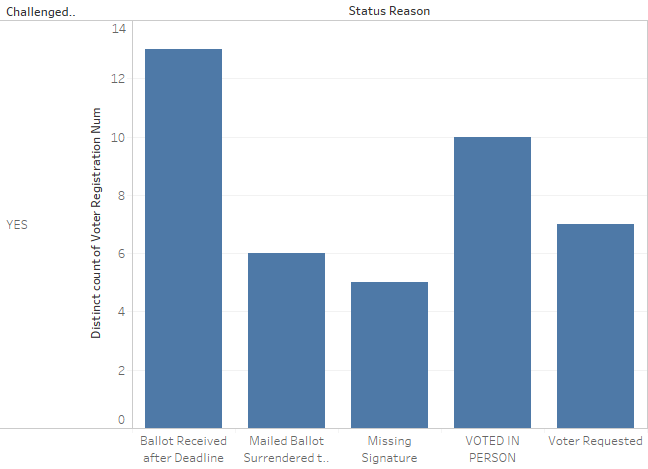 Challenged..
Status Reason
Distinct count of Voter Registration Num
14
12
10
8
6
4
2
0
YES
Ballot Received
after Deadline
Mailed Ballot
Surrendered t..
Missing
Signature
VOTED IN
PERSON
Voter Requested